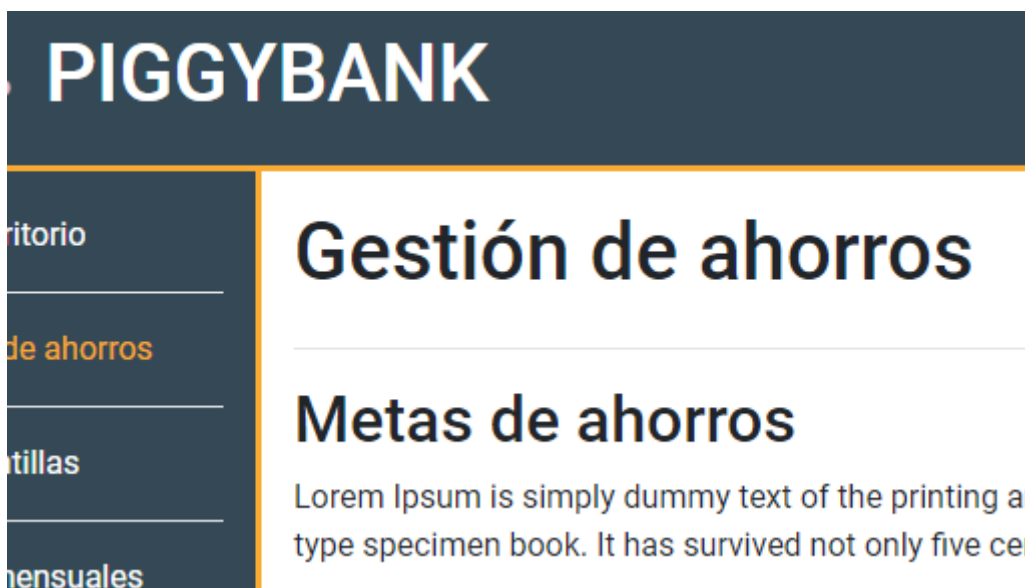 PIGGYBANK
ritorio
de ahorros
tillas
mensuales
Gestión de ahorros
Metas de ahorros
Lorem Ipsum is simply dummy text of the printing a
type specimen book. It has survived not only five ce